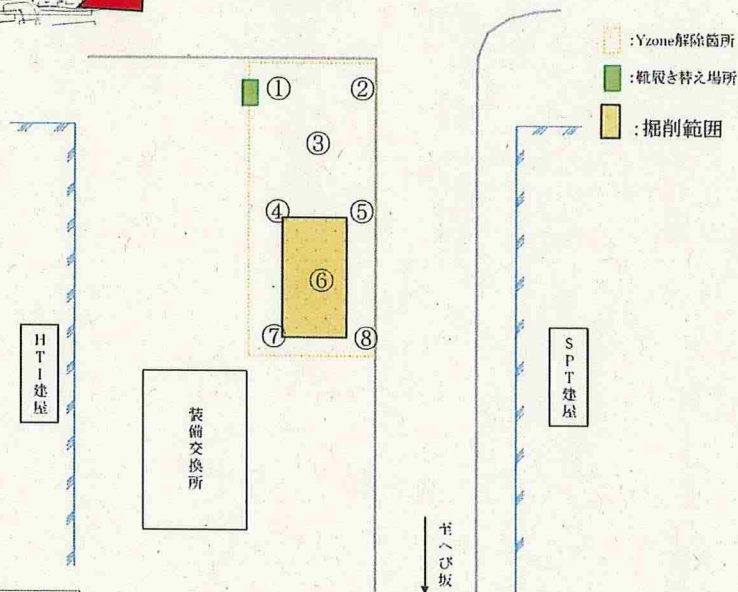 :Yzone解除箇所
:靴履き替え場所
:掘削範囲
①
②
③
④
⑤
⑥
⑦
⑧
HTI建屋
SPT建屋
装備交換所
至へび坂